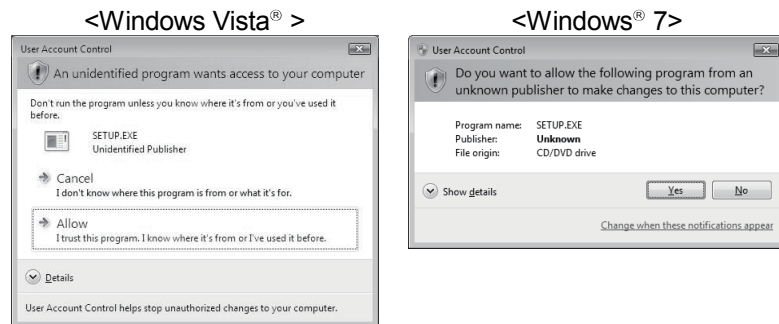 <Windows Vista® >
User Account Control
An unidentified program wants access to your computer
Don't run the program unless you know where it's from or you've used it
before.
SETUP.EXE
Unidentified Publisher
Cancel
I don't know where this program is from or what it's for.
Allow
I trust this program. I know where it's from or I've used it before.
Details
User Account Control helps stop unauthorized changes to your computer.
<Windows® 7>
User Account Control
Do you want to allow the following program from an
unknown publisher to make changes to this computer?
Program name: SETUP.EXE
Publisher: Unknown
File origin: CD/DVD drive
Show details
Yes
No
Change when these notifications appear